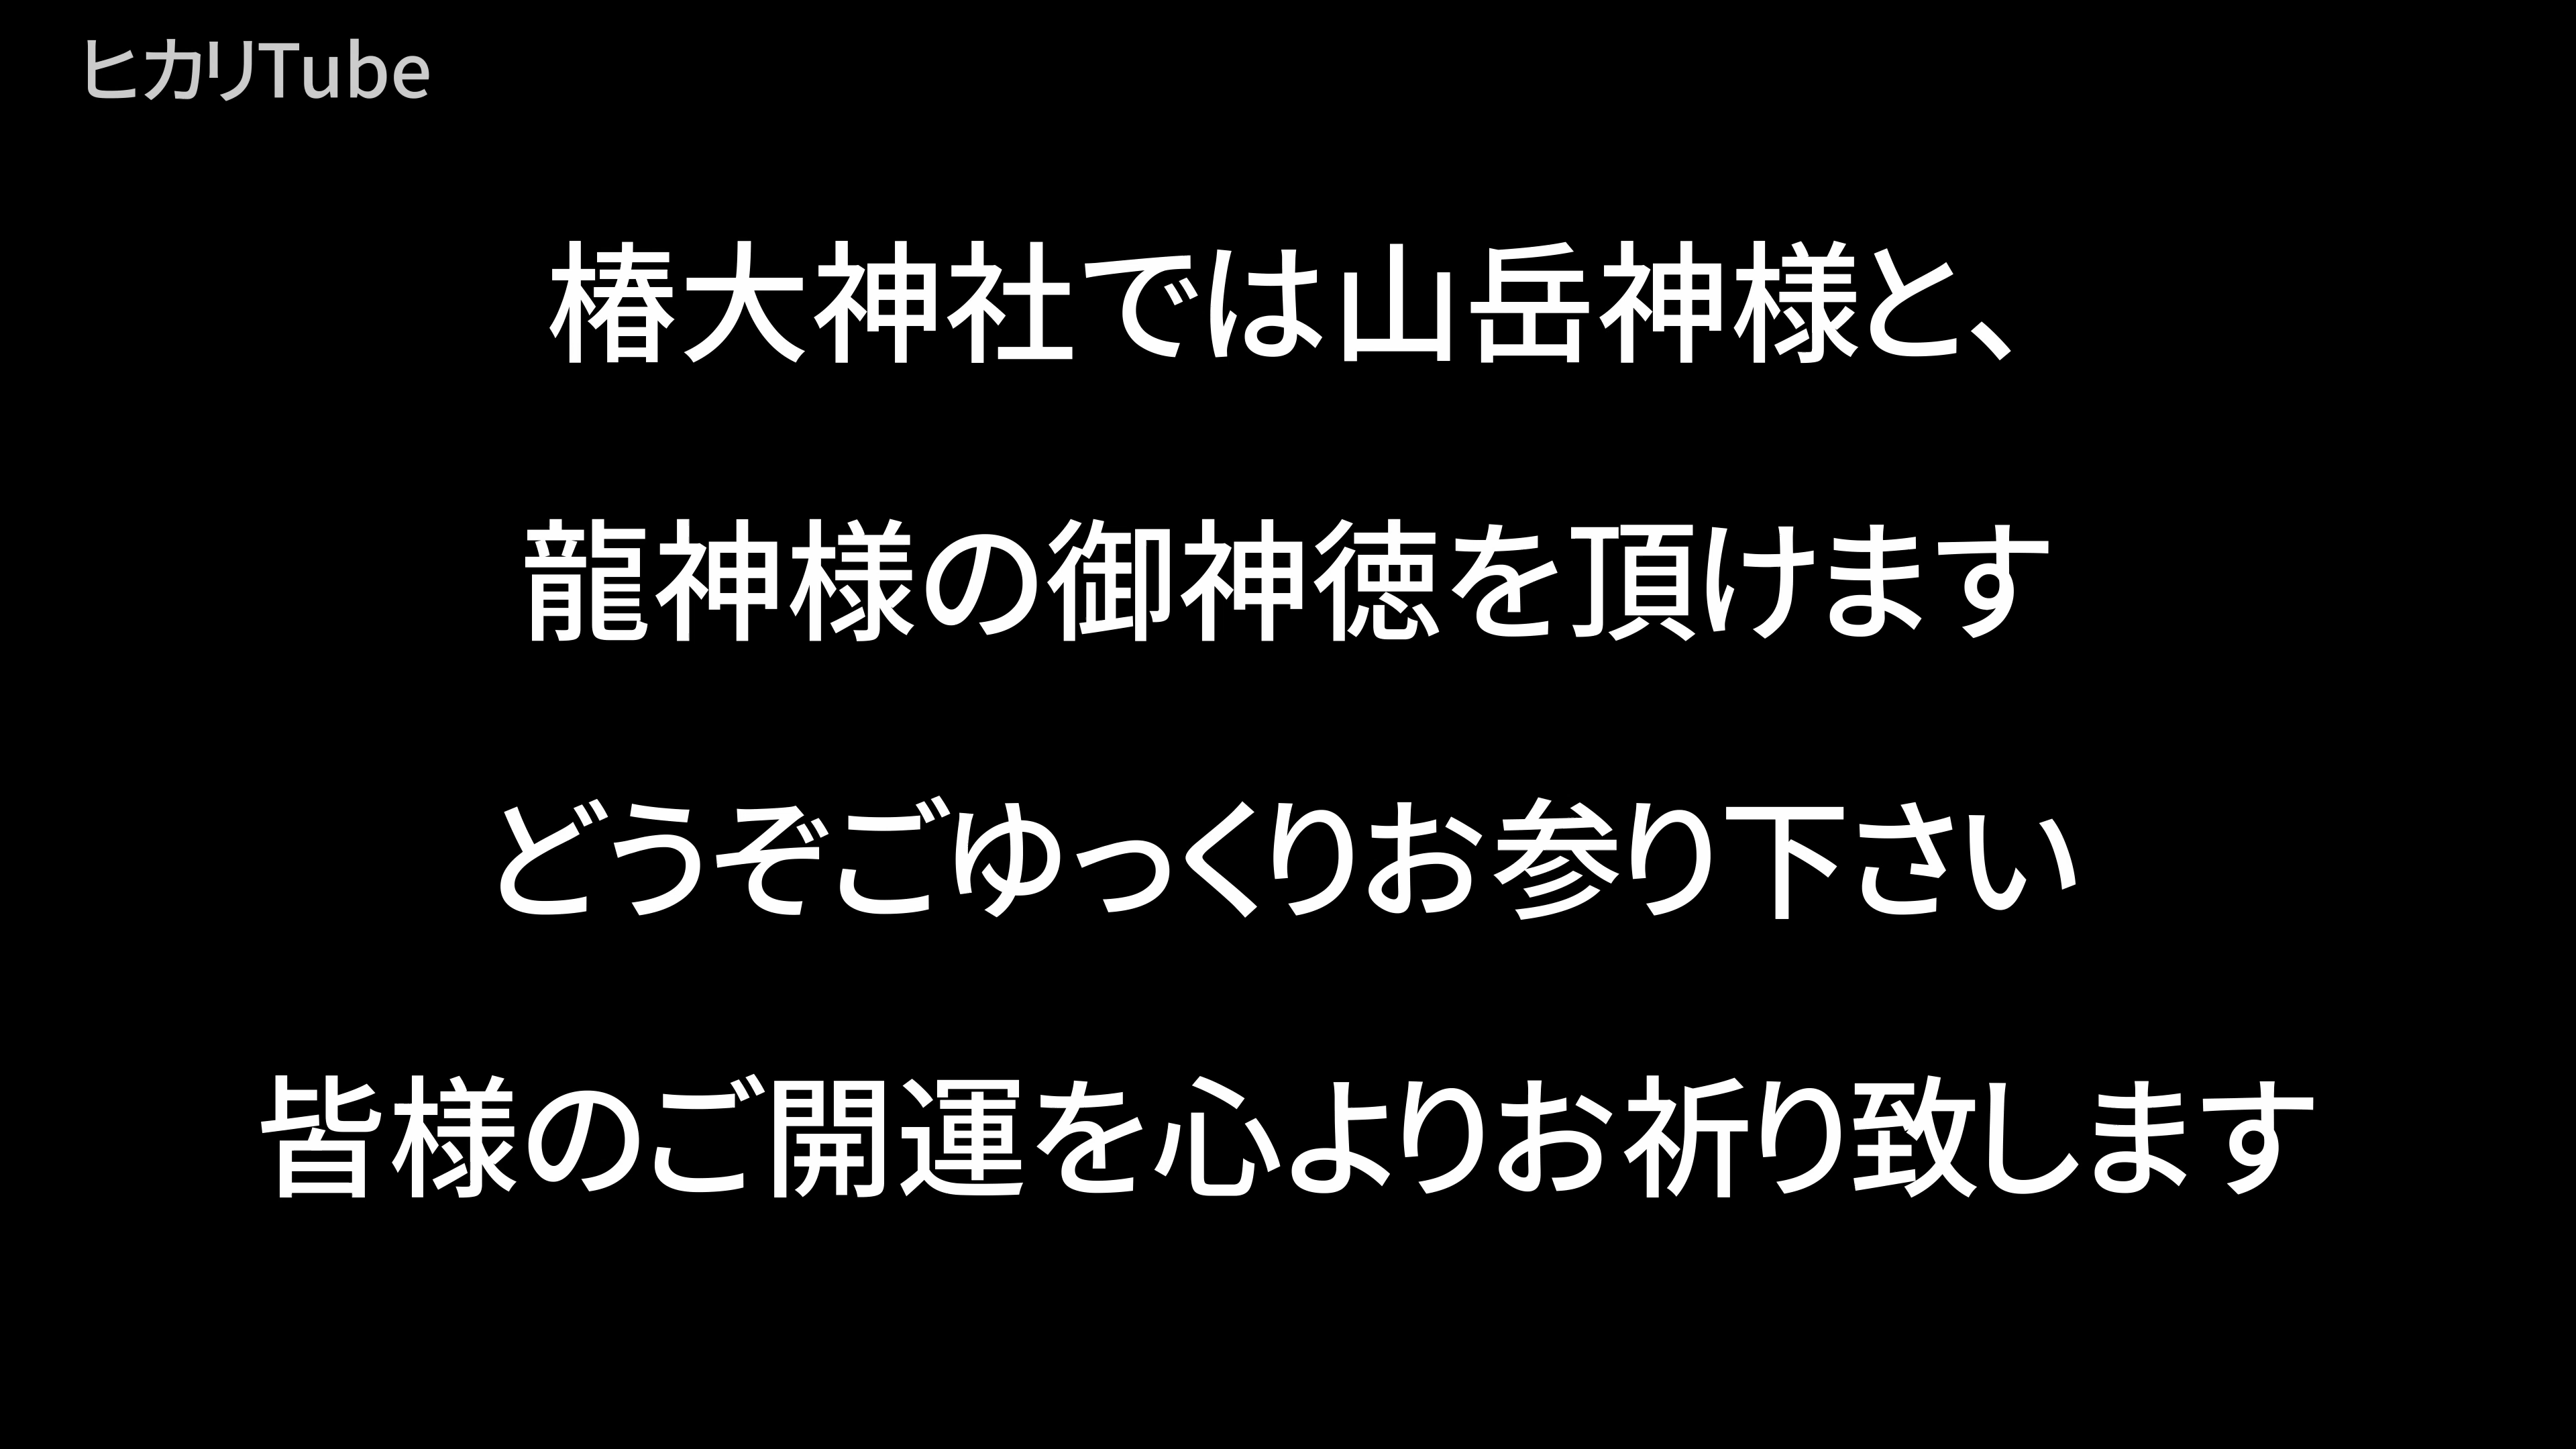 ヒカリTube
椿大神社では山岳神様と、
龍神様の御神徳を頂けます
どうぞごゆっくりお参り下さい
皆様のご開運を心よりお祈り致します